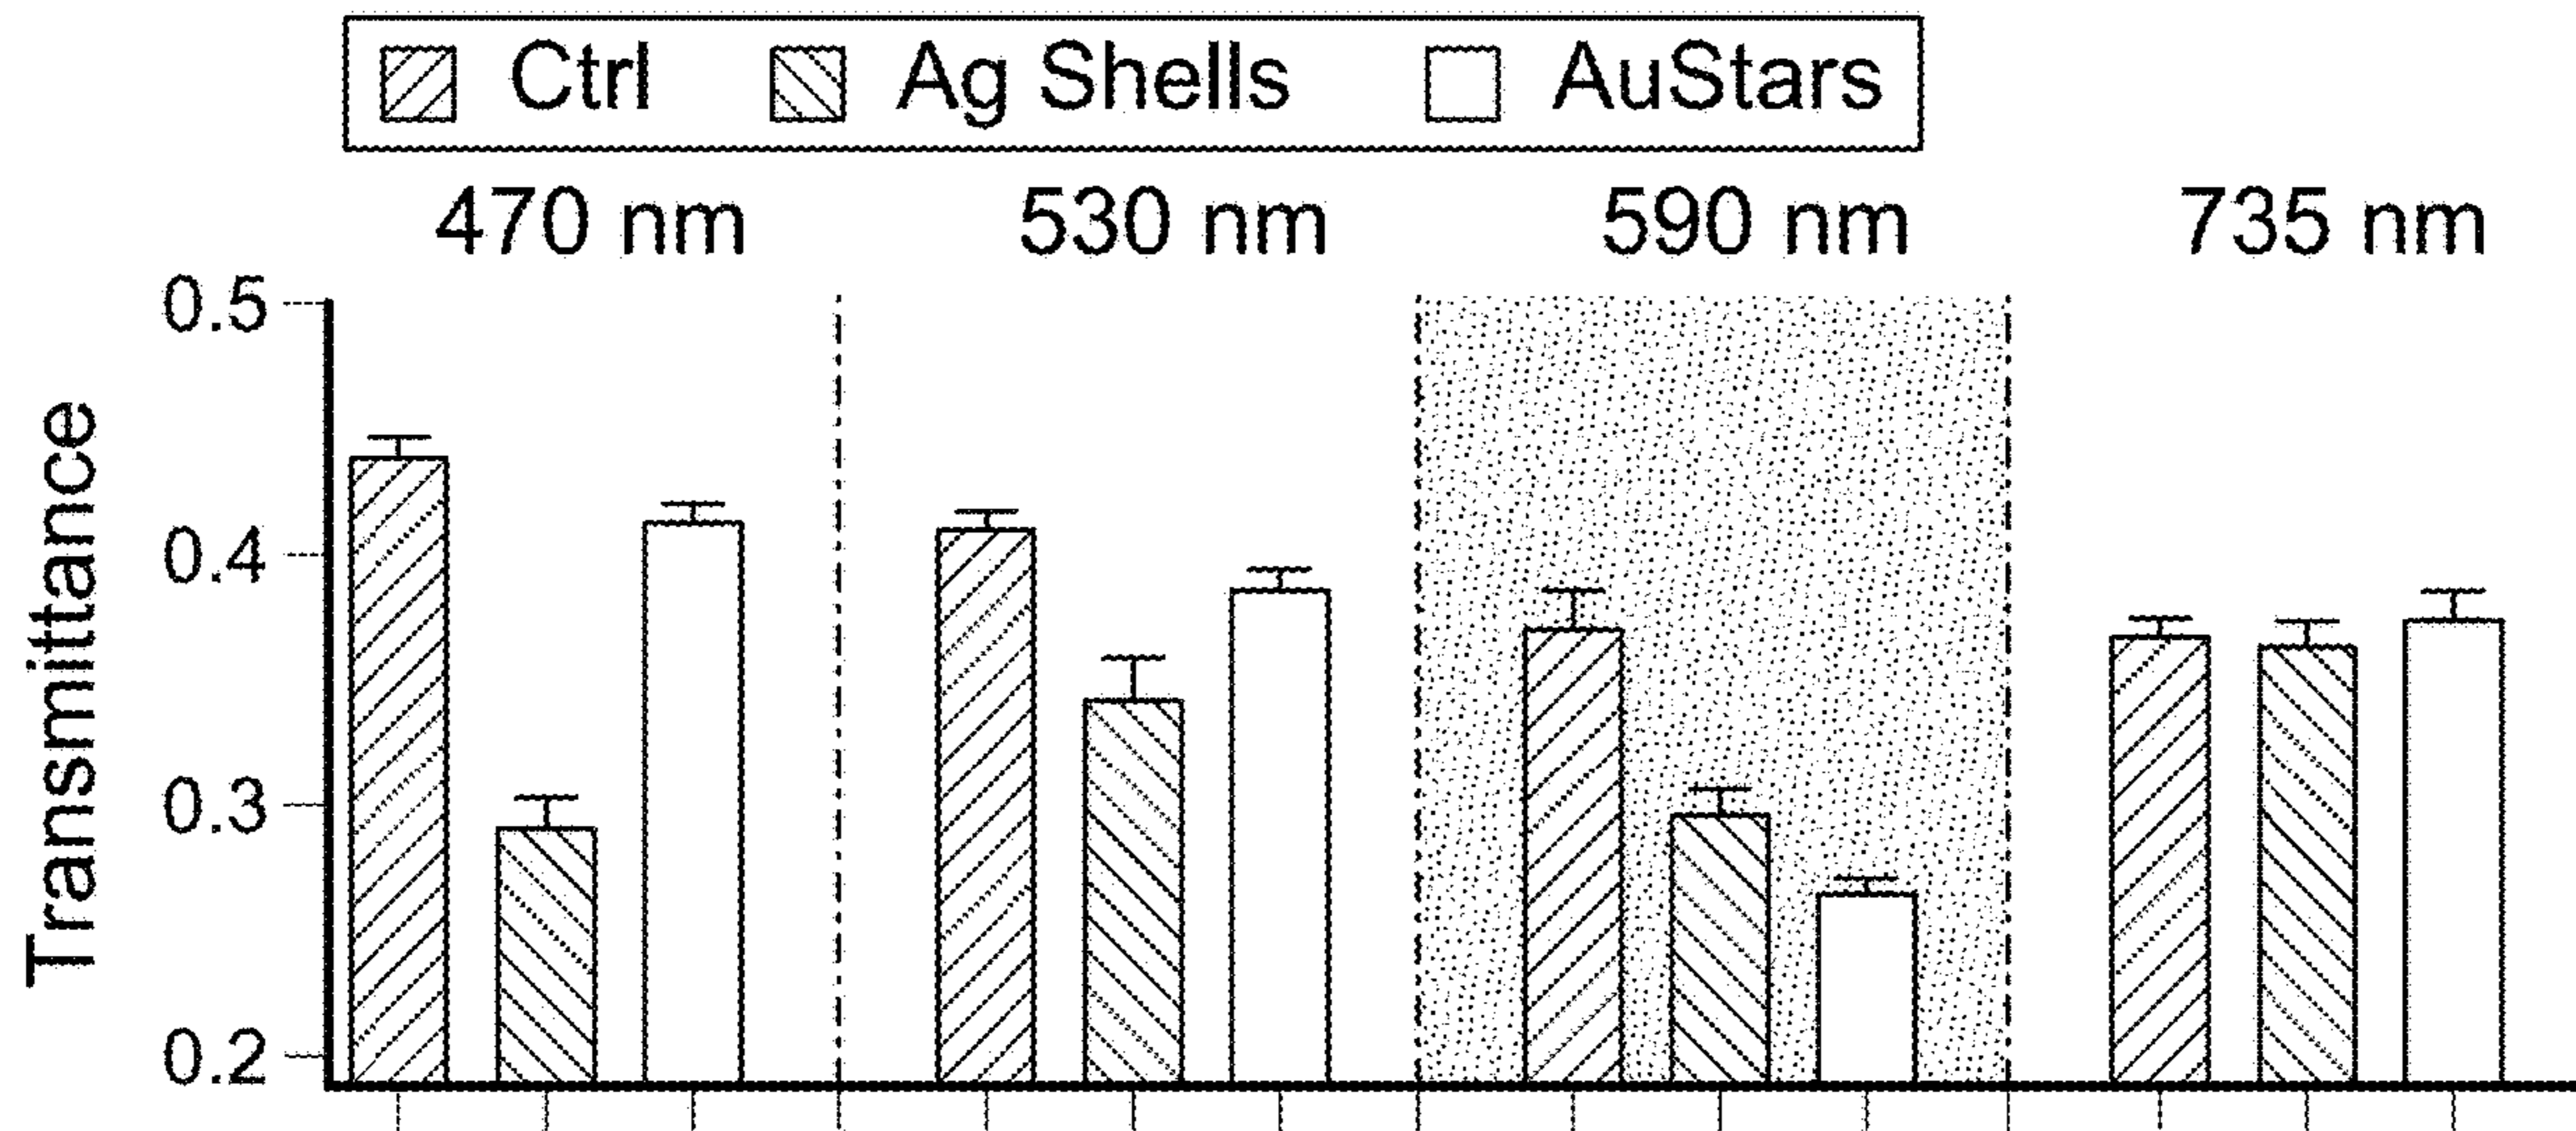 Ctrl Ag Shells AuStars
470 nm 530 nm 590 nm 735 nm
Transmittance
0.5
0.4
0.3
0.2